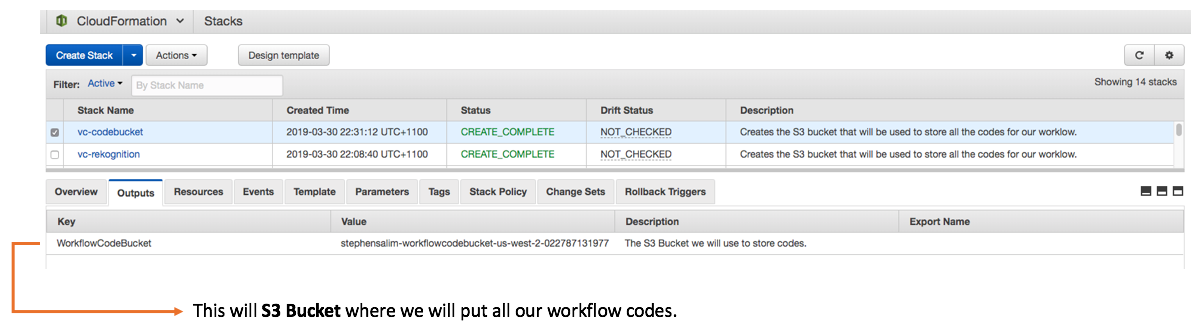 CloudFormation Stacks
Create Stack Actions Design template
Filter: Active By Stack Name Showing 14 stacks
Stack Name Created Time Status Drift Status Description
vc-codebucket 2019-03-30 22:31:12 UTC+1100 CREATE_COMPLETE NOT_CHECKED Creates the S3 bucket that will be used to store all the codes for our worklow.
vc-rekognition 2019-03-30 22:08:40 UTC+1100 CREATE_COMPLETE NOT_CHECKED Creates the S3 bucket that will be used to store all the codes for our worklow.
Overview Outputs Resources Events Template Parameters Tags Stack Policy Change Sets Rollback Triggers
Key Value Description Export Name
WorkflowCodeBucket stephensalim-workflowcodebucket-us-west-2-022787131977 The S3 Bucket we will use to store codes.
This will S3 Bucket where we will put all our workflow codes.